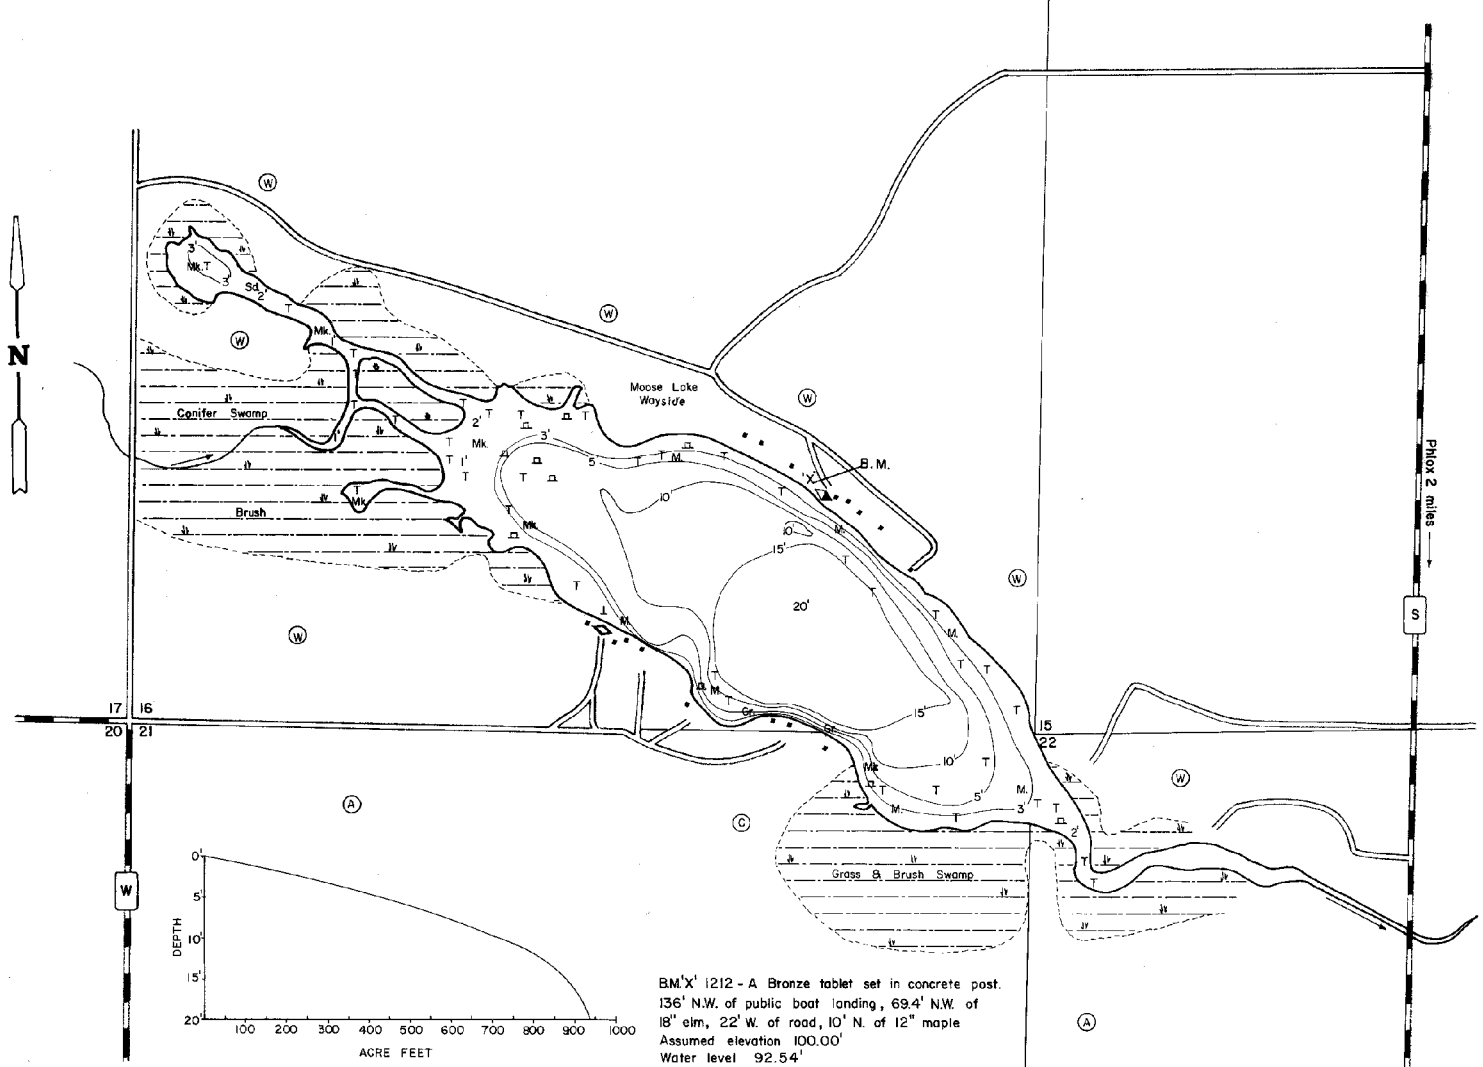 W
3'
Mk. T
3'
Sd.
2'
T
W
N
W
Mk.
T
T
Moose Lake
Wayside
W
Conifer Swamp
T
T
T
2'
T
T
T
1'
T
Mk.
3'
T
1'
T
T
5'
T
T
M.
T
B.M.
'X'
T
Mk.
10'
T
Phlox 2 miles
Brush
T
Mk.
M.
10'
15'
T
T
T
W
20'
T
S
T
M.
W
T
M.
T
T
T
M.
T
Gr.
Gr.
15'
T
17 16
20 21
15
22
10'
T
Mk.
T
M.
T
5'
T
M.
3'
T
T
2'
W
A
C
T
T
Grass & Brush Swamp
W
0'
5'
10'
15'
20'
DEPTH
100 200 300 400 500 600 700 800 900 1000
ACRE FEET
B.M.'X' 1212 - A Bronze tablet set in concrete post.
136' N.W. of public boat landing, 69.4' N.W. of
18" elm, 22' W. of road, 10' N. of 12" maple
Assumed elevation 100.00'
Water level 92.54'
A